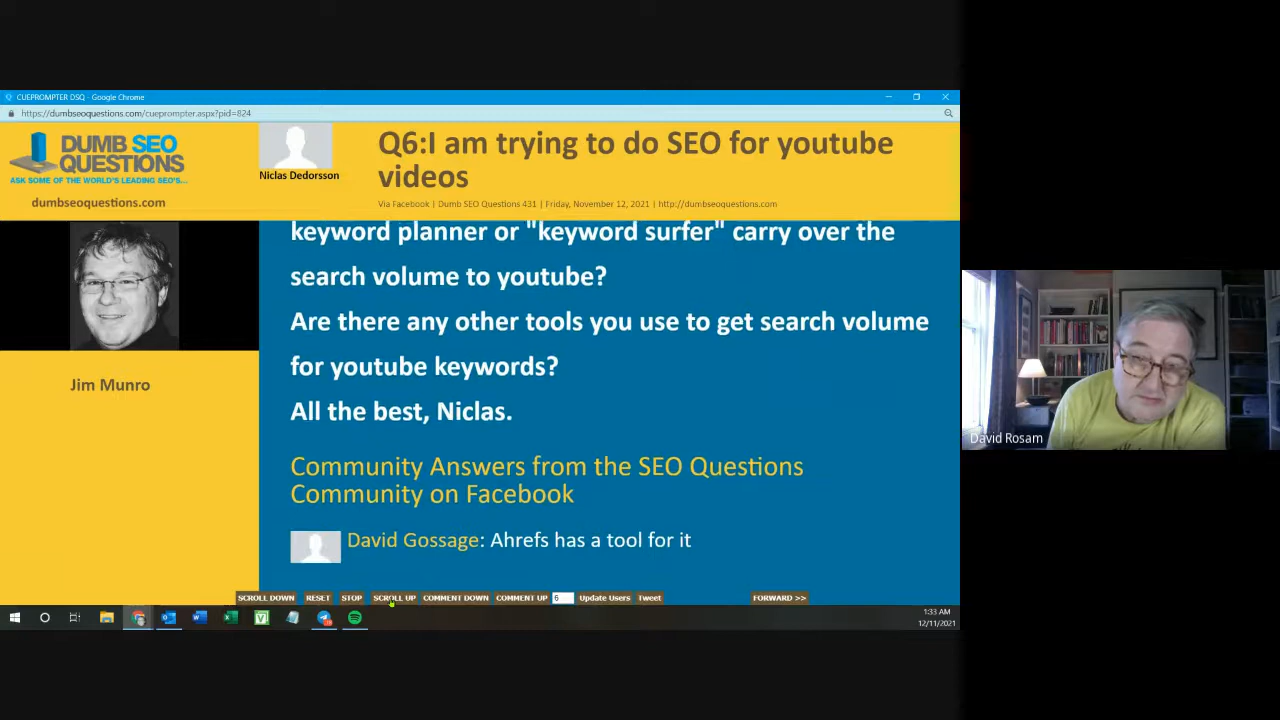 CUEPROMPTER DSQ - Google Chrome
https://dumbseoquestions.com/cueprompter.aspx?pid=824
DUMB SEO
QUESTIONS
ASK SOME OF THE WORLD'S LEADING SEO'S...
dumbseoquestions.com
Niclas Dedorsson
Q6:I am trying to do SEO for youtube
videos
Via Facebook | Dumb SEO Questions 431 | Friday, November 12, 2021 | http://dumbseoquestions.com
Jim Munro
keyword planner or "keyword surfer" carry over the
search volume to youtube?
Are there any other tools you use to get search volume
for youtube keywords?
All the best, Niclas.
Community Answers from the SEO Questions
Community on Facebook
David Gossage: Ahrefs has a tool for it
SCROLL DOWN RESET STOP SCROLL UP COMMENT DOWN COMMENT UP 6 Update Users Tweet FORWARD >>
1:33 AM
12/11/2021
David Rosam